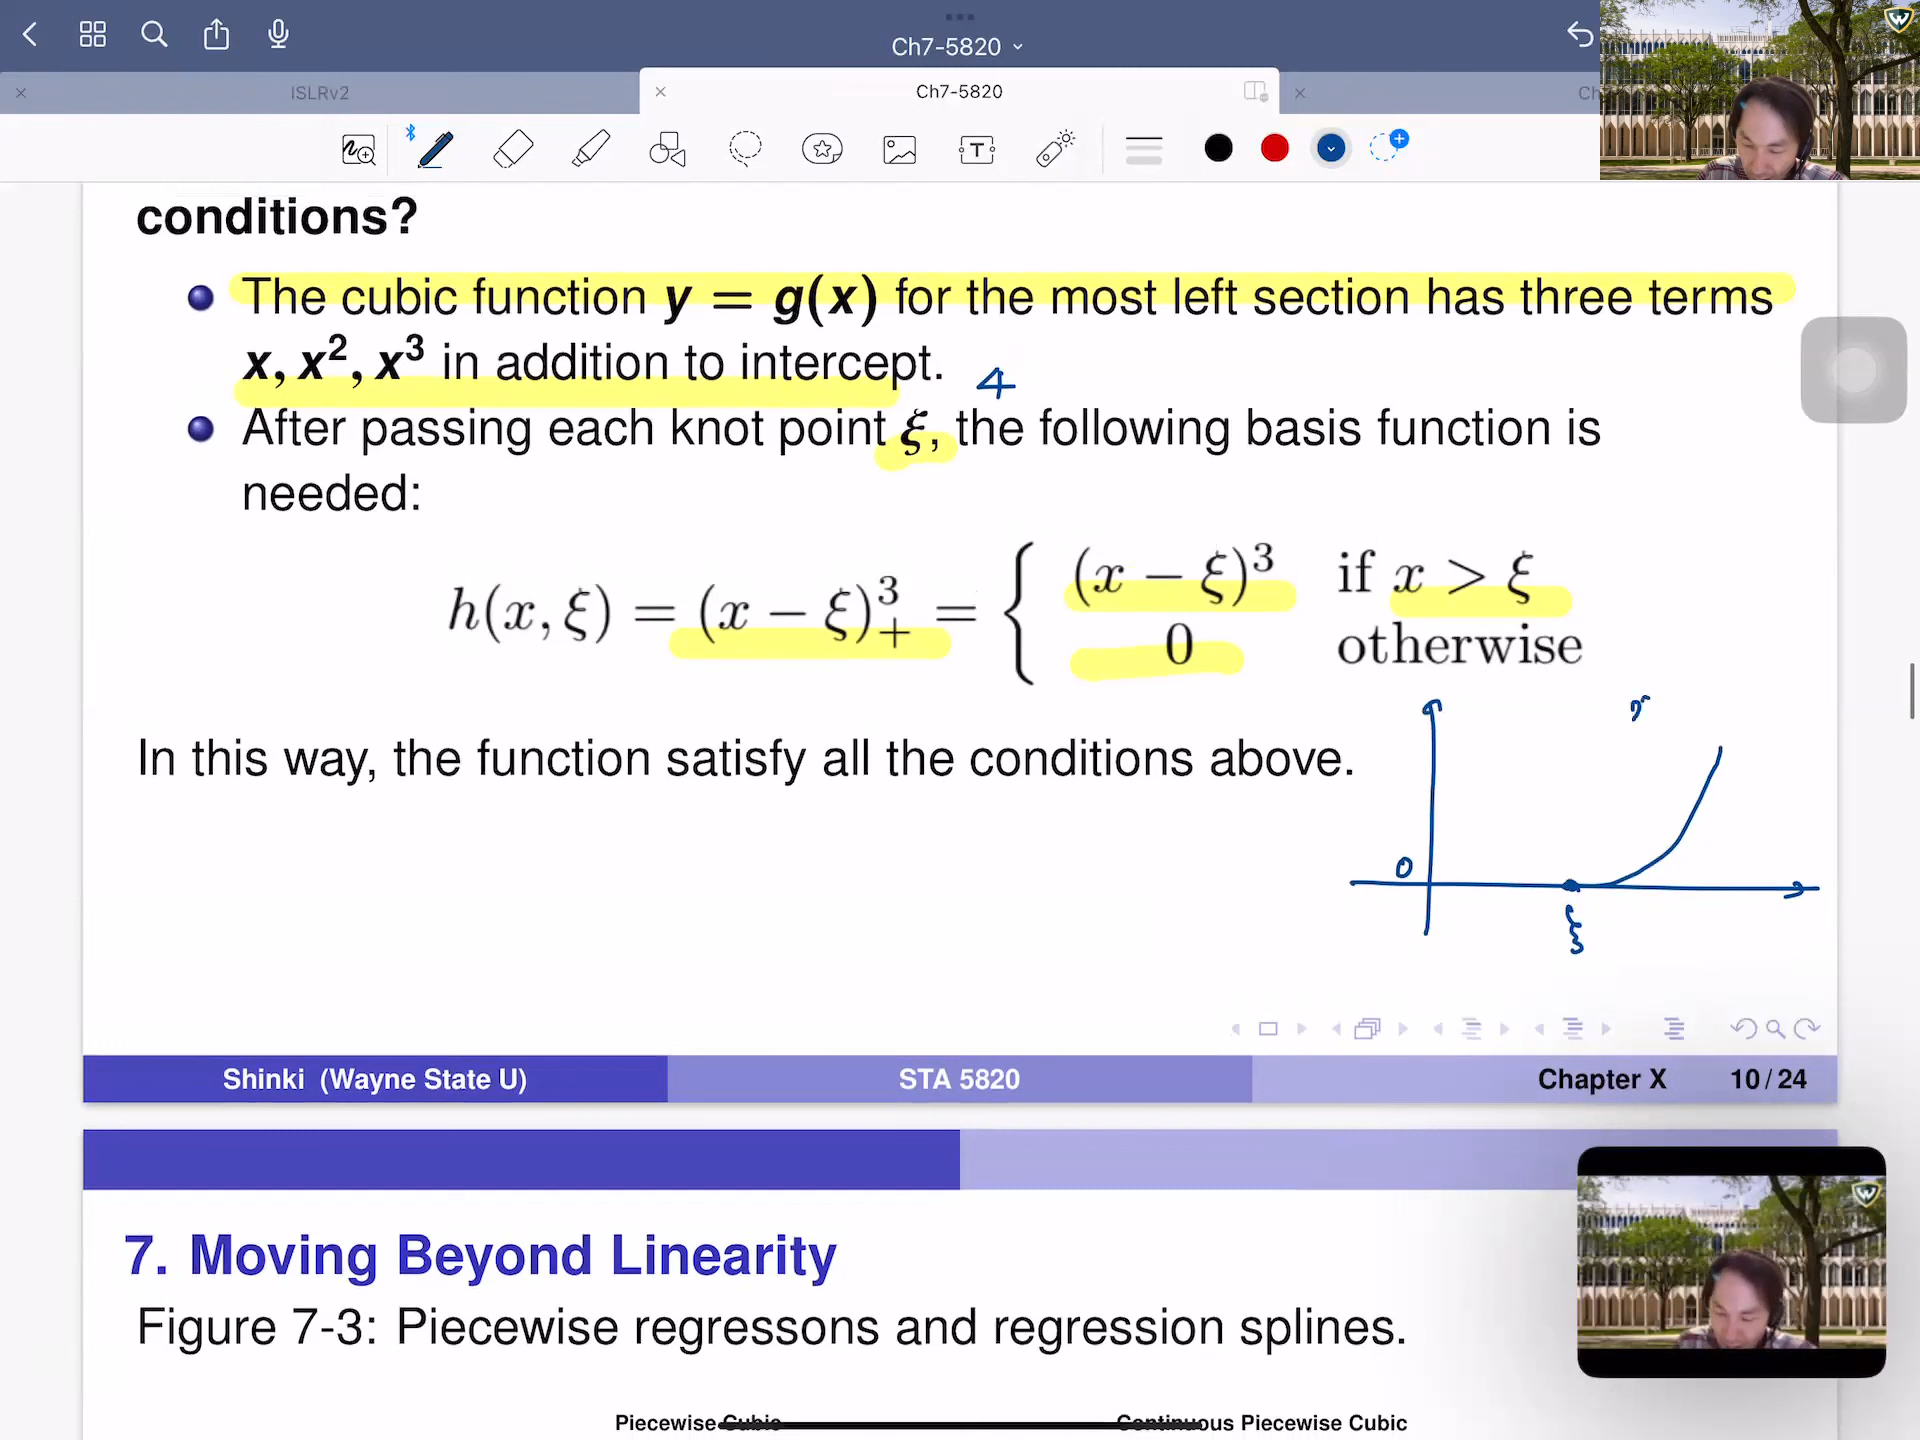 Ch7-5820
ISLRv2
Ch7-5820
Ch
conditions?
The cubic function y = g(x) for the most left section has three terms
x, x², x³ in addition to intercept.
4
After passing each knot point ξ, the following basis function is
needed:
h(x, ξ) = (x − ξ)³₊ = { (x − ξ)³ if x > ξ
0 otherwise
In this way, the function satisfy all the conditions above.
0
ξ
Shinki (Wayne State U) STA 5820 Chapter X 10 / 24
7. Moving Beyond Linearity
Figure 7-3: Piecewise regressons and regression splines.
Piecewise Cubic Continuous Piecewise Cubic